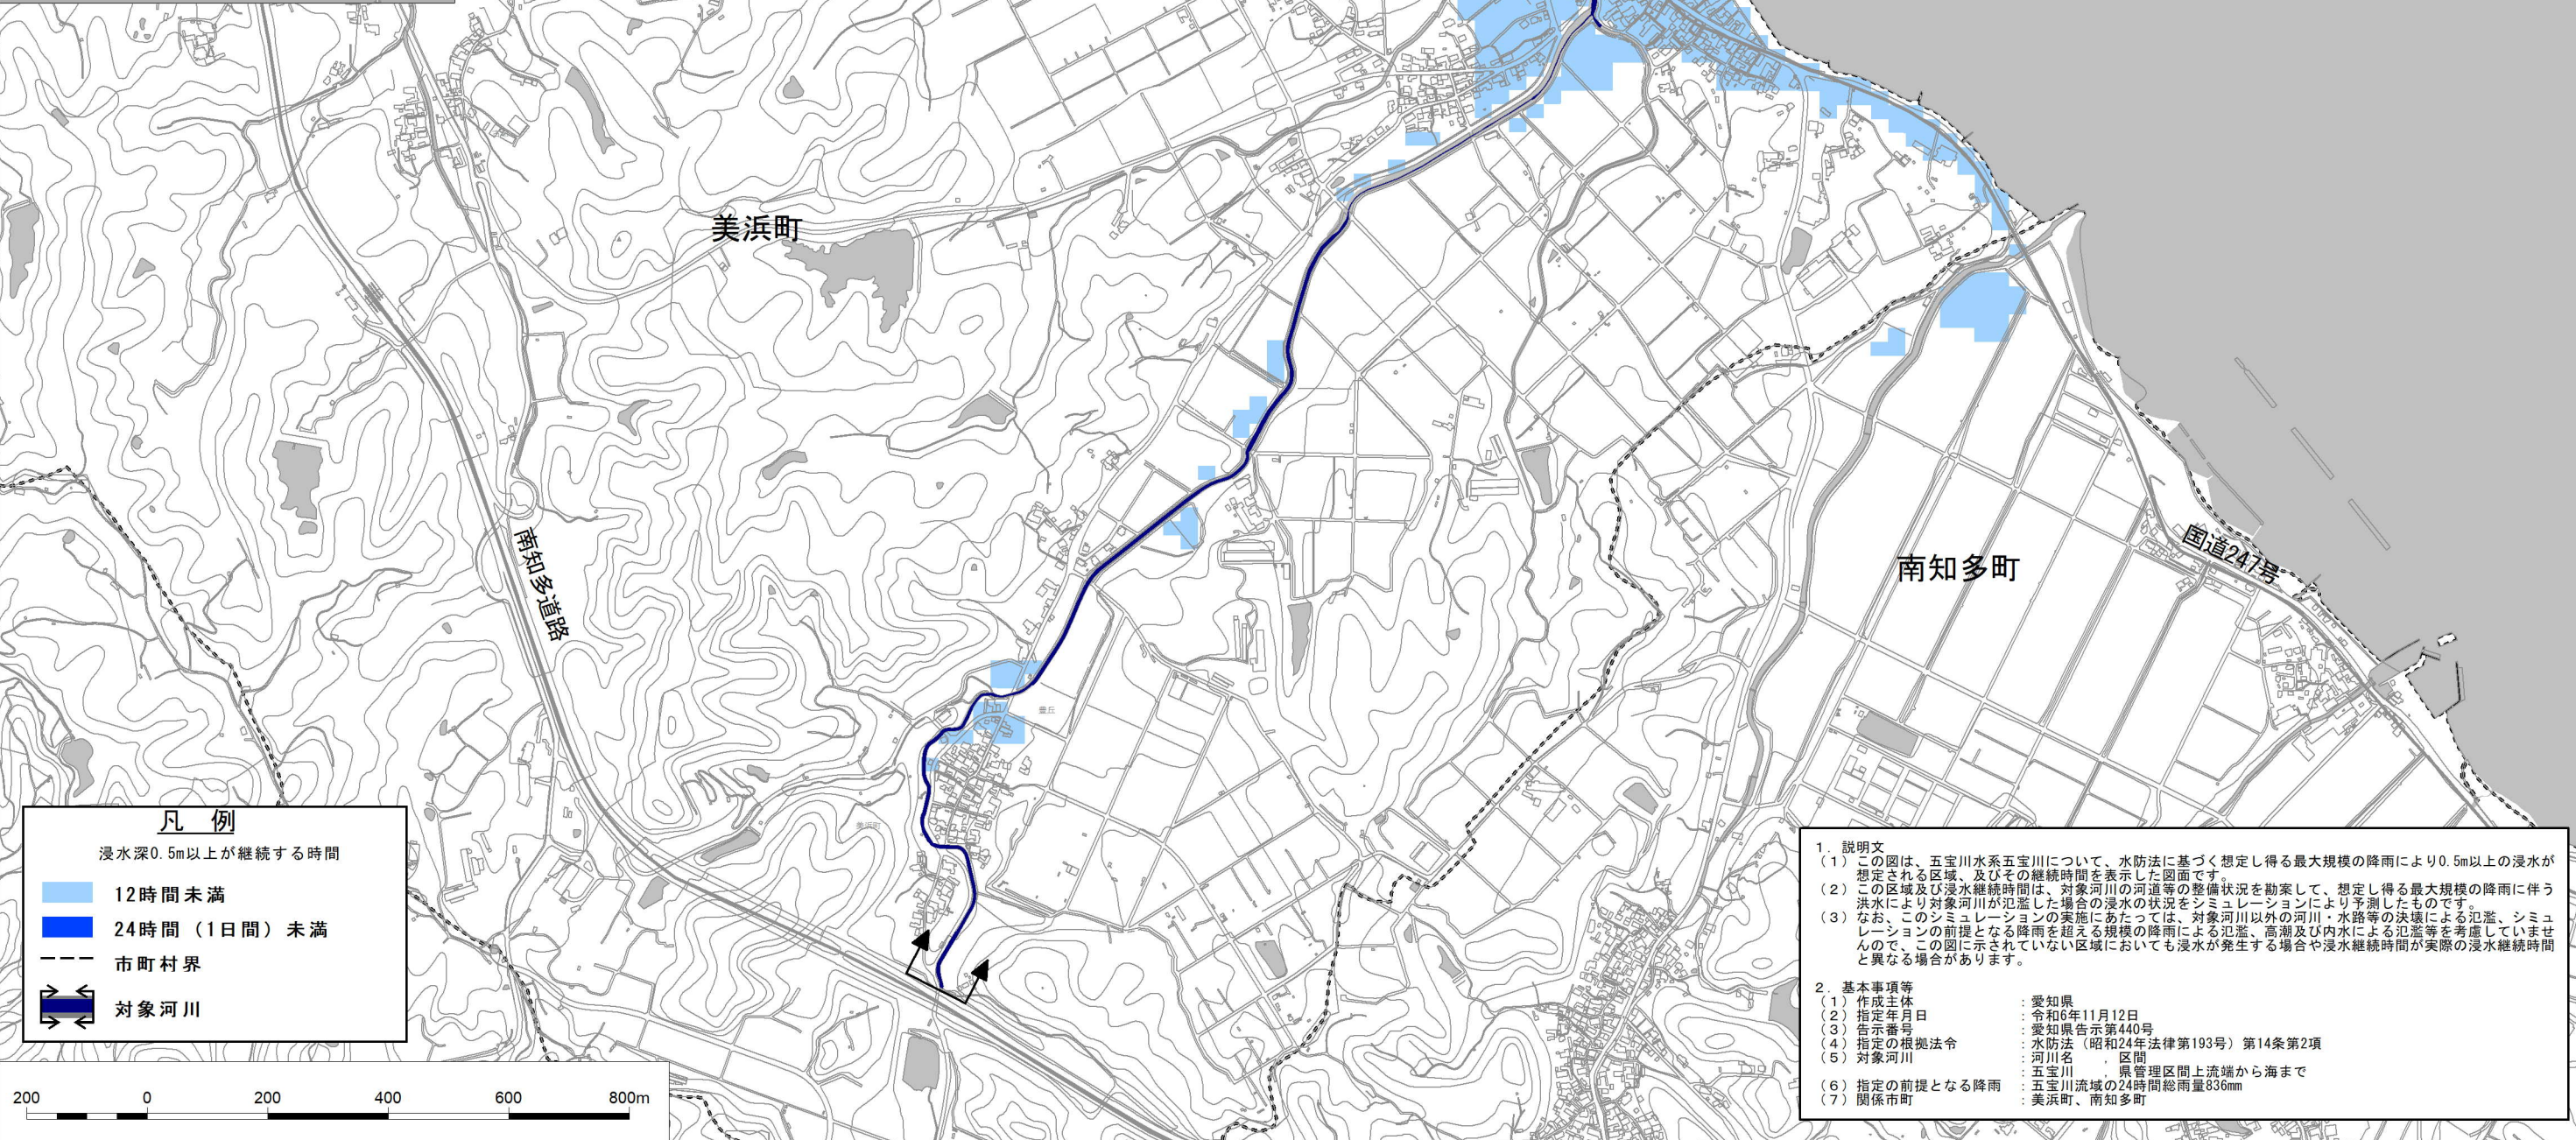 美浜町
南知多道路
南知多町
国道247号
豊丘
美浜町
凡 例
浸水深0.5m以上が継続する時間
12時間未満
24時間（1日間）未満
市町村界
対象河川
200 0 200 400 600 800m
1. 説明文
（1）この図は、五宝川水系五宝川について、水防法に基づく想定し得る最大規模の降雨により0.5m以上の浸水が
想定される区域、及びその継続時間を表示した図面です。
（2）この区域及び浸水継続時間は、対象河川の河道等の整備状況を勘案して、想定し得る最大規模の降雨に伴う
洪水により対象河川が氾濫した場合の浸水の状況をシミュレーションにより予測したものです。
（3）なお、このシミュレーションの実施にあたっては、対象河川以外の河川・水路等の決壊による氾濫、シミュ
レーションの前提となる降雨を超える規模の降雨による氾濫、高潮及び内水による氾濫等を考慮していませ
んので、この図に示されていない区域においても浸水が発生する場合や浸水継続時間が実際の浸水継続時間
と異なる場合があります。
2. 基本事項等
（1）作成主体 ：愛知県
（2）指定年月日 ：令和6年11月12日
（3）告示番号 ：愛知県告示第440号
（4）指定の根拠法令 ：水防法（昭和24年法律第193号）第14条第2項
（5）対象河川 ：河川名 ，区間
：五宝川 ，県管理区間上流端から海まで
（6）指定の前提となる降雨 ：五宝川流域の24時間総雨量836mm
（7）関係市町 ：美浜町、南知多町